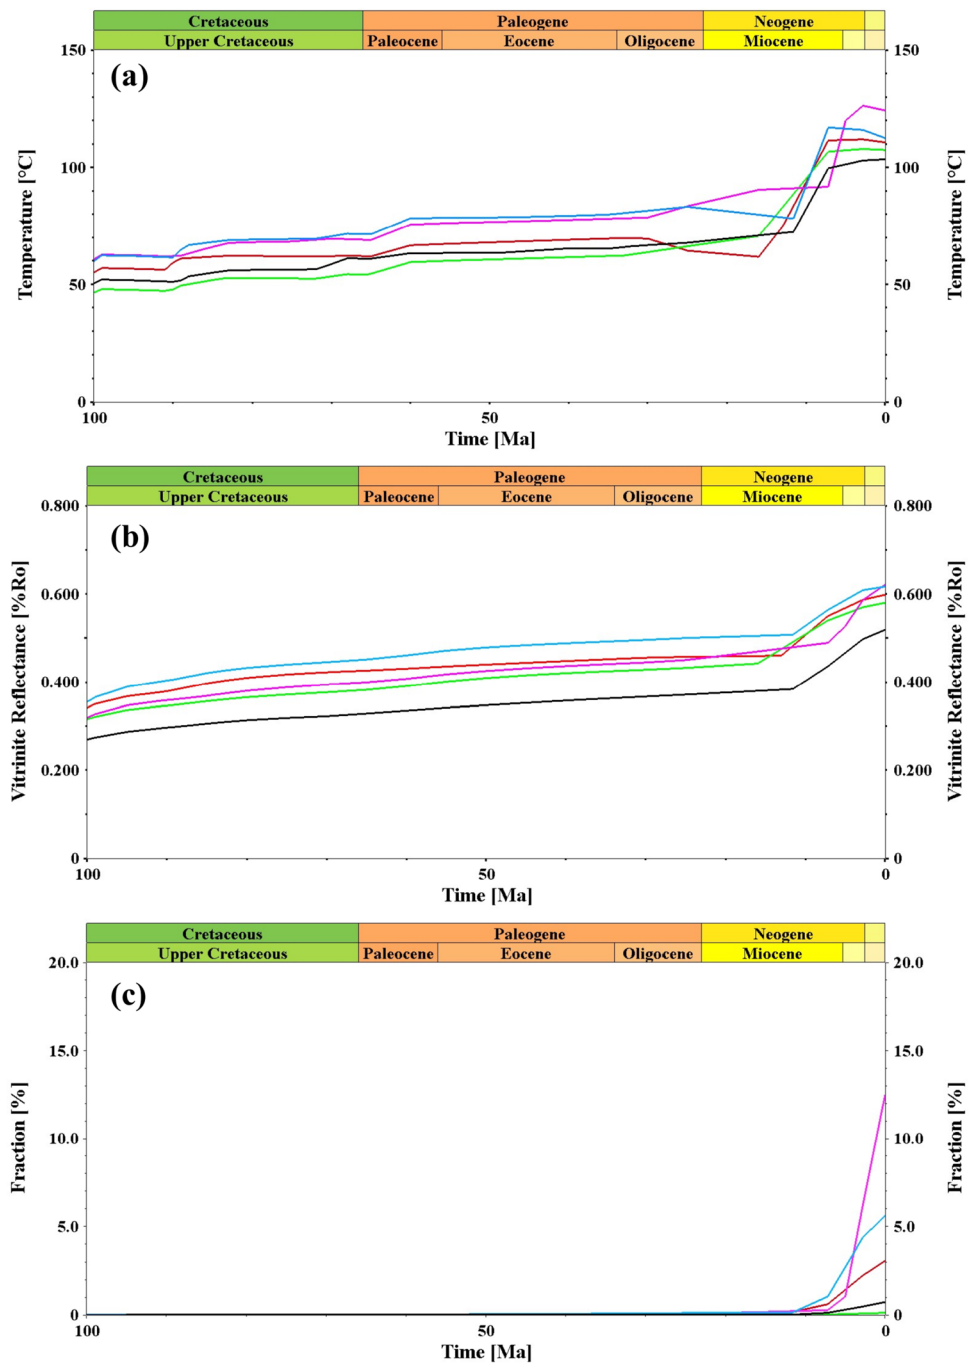 Cretaceous Paleogene Neogene
Upper Cretaceous Paleocene Eocene Oligocene Miocene
150 150
(a)
100 100
Temperature [°C] Temperature [°C]
50 50
0 0
100 50 0
Time [Ma]
Cretaceous Paleogene Neogene
Upper Cretaceous Paleocene Eocene Oligocene Miocene
0.800 0.800
(b)
0.600 0.600
Vitrinite Reflectance [%Ro] Vitrinite Reflectance [%Ro]
0.400 0.400
0.200 0.200
0 0
100 50 0
Time [Ma]
Cretaceous Paleogene Neogene
Upper Cretaceous Paleocene Eocene Oligocene Miocene
20.0 20.0
(c)
15.0 15.0
Fraction [%] Fraction [%]
10.0 10.0
5.0 5.0
0 0
100 50 0
Time [Ma]